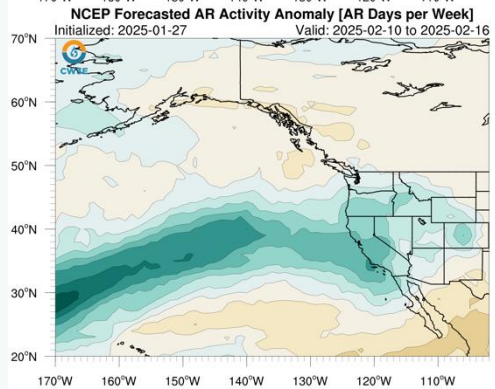 NCEP Forecasted AR Activity Anomaly [AR Days per Week]
Initialized: 2025-01-27 Valid: 2025-02-10 to 2025-02-16
CW3E
70°N
60°N
50°N
40°N
30°N
20°N
170°W 160°W 150°W 140°W 130°W 120°W 110°W